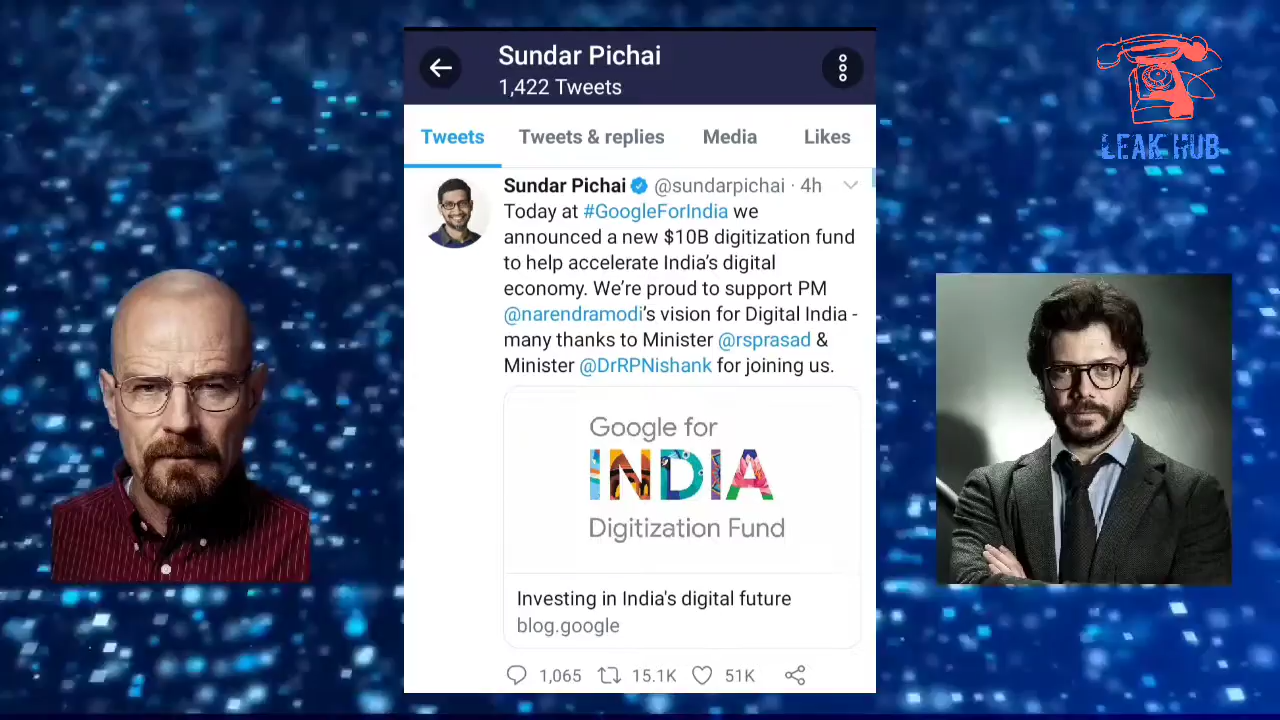 Sundar Pichai
1,422 Tweets
LEAK HUB
Tweets Tweets & replies Media Likes
Sundar Pichai @sundarpichai · 4h
Today at #GoogleForIndia we
announced a new $10B digitization fund
to help accelerate India’s digital
economy. We’re proud to support PM
@narendramodi’s vision for Digital India -
many thanks to Minister @rsprasad &
Minister @DrRPNishank for joining us.
Google for
INDIA
Digitization Fund
Investing in India's digital future
blog.google
1,065 15.1K 51K